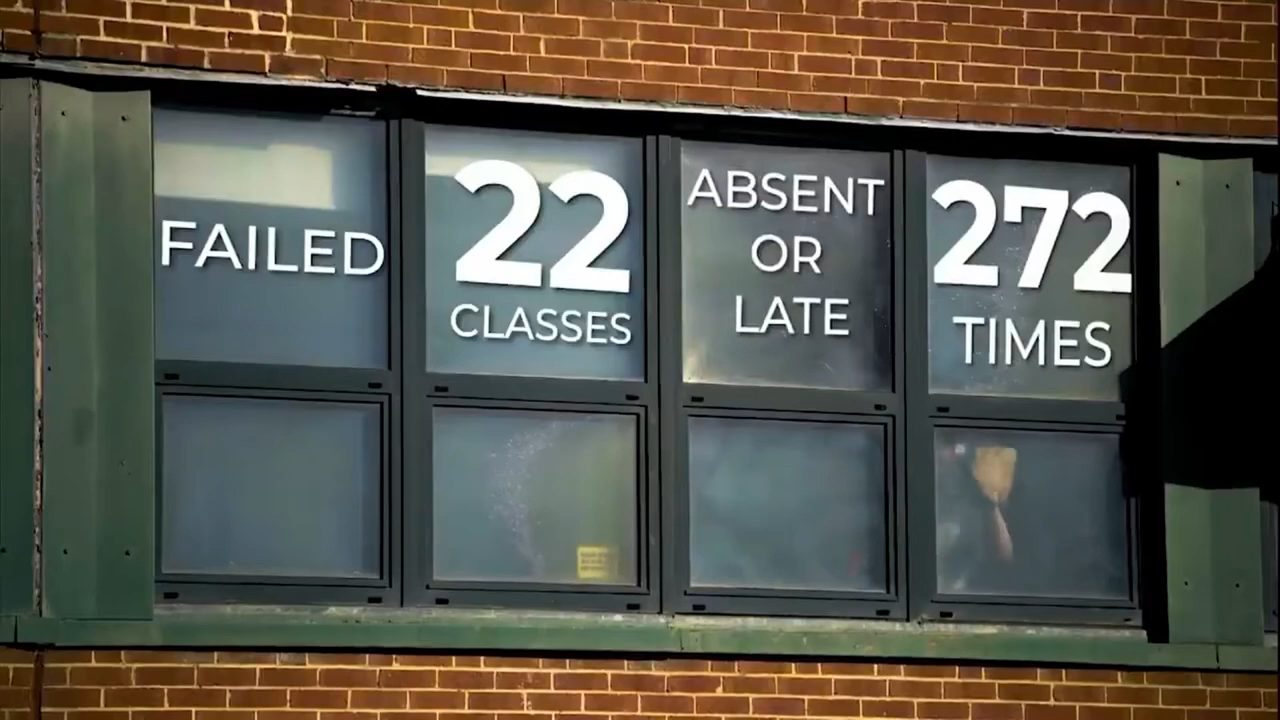 FAILED
22
CLASSES
ABSENT
OR
LATE
272
TIMES